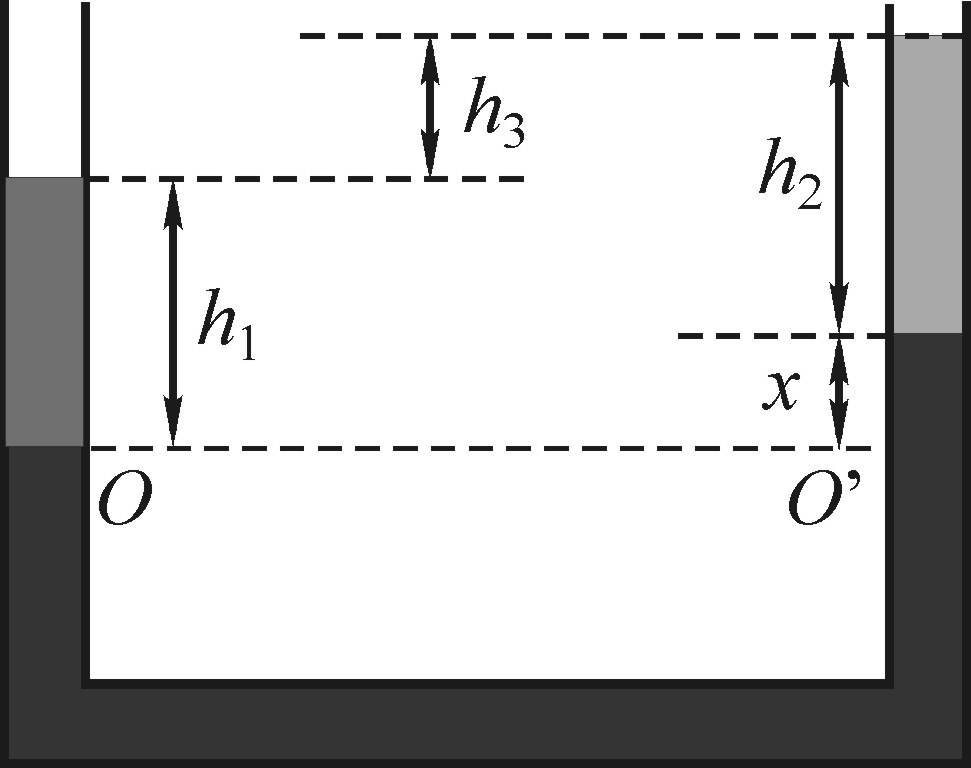 h₃
h₂
h₁
x
O
O’